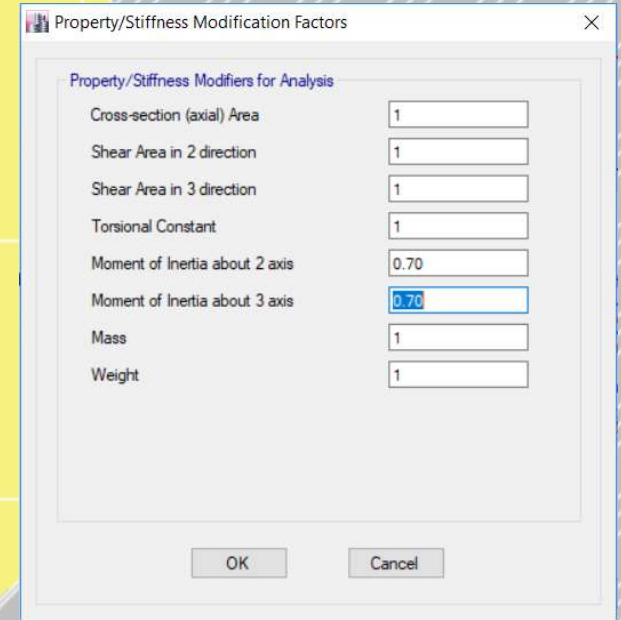 Property/Stiffness Modification Factors
Property/Stiffness Modifiers for Analysis
Cross-section (axial) Area 1
Shear Area in 2 direction 1
Shear Area in 3 direction 1
Torsional Constant 1
Moment of Inertia about 2 axis 0.70
Moment of Inertia about 3 axis 0.70
Mass 1
Weight 1
OK Cancel